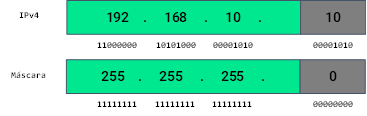 IPv4 192 . 168 . 10 . 10
11000000 10101000 00001010 00001010
Máscara 255 . 255 . 255 . 0
11111111 11111111 11111111 00000000